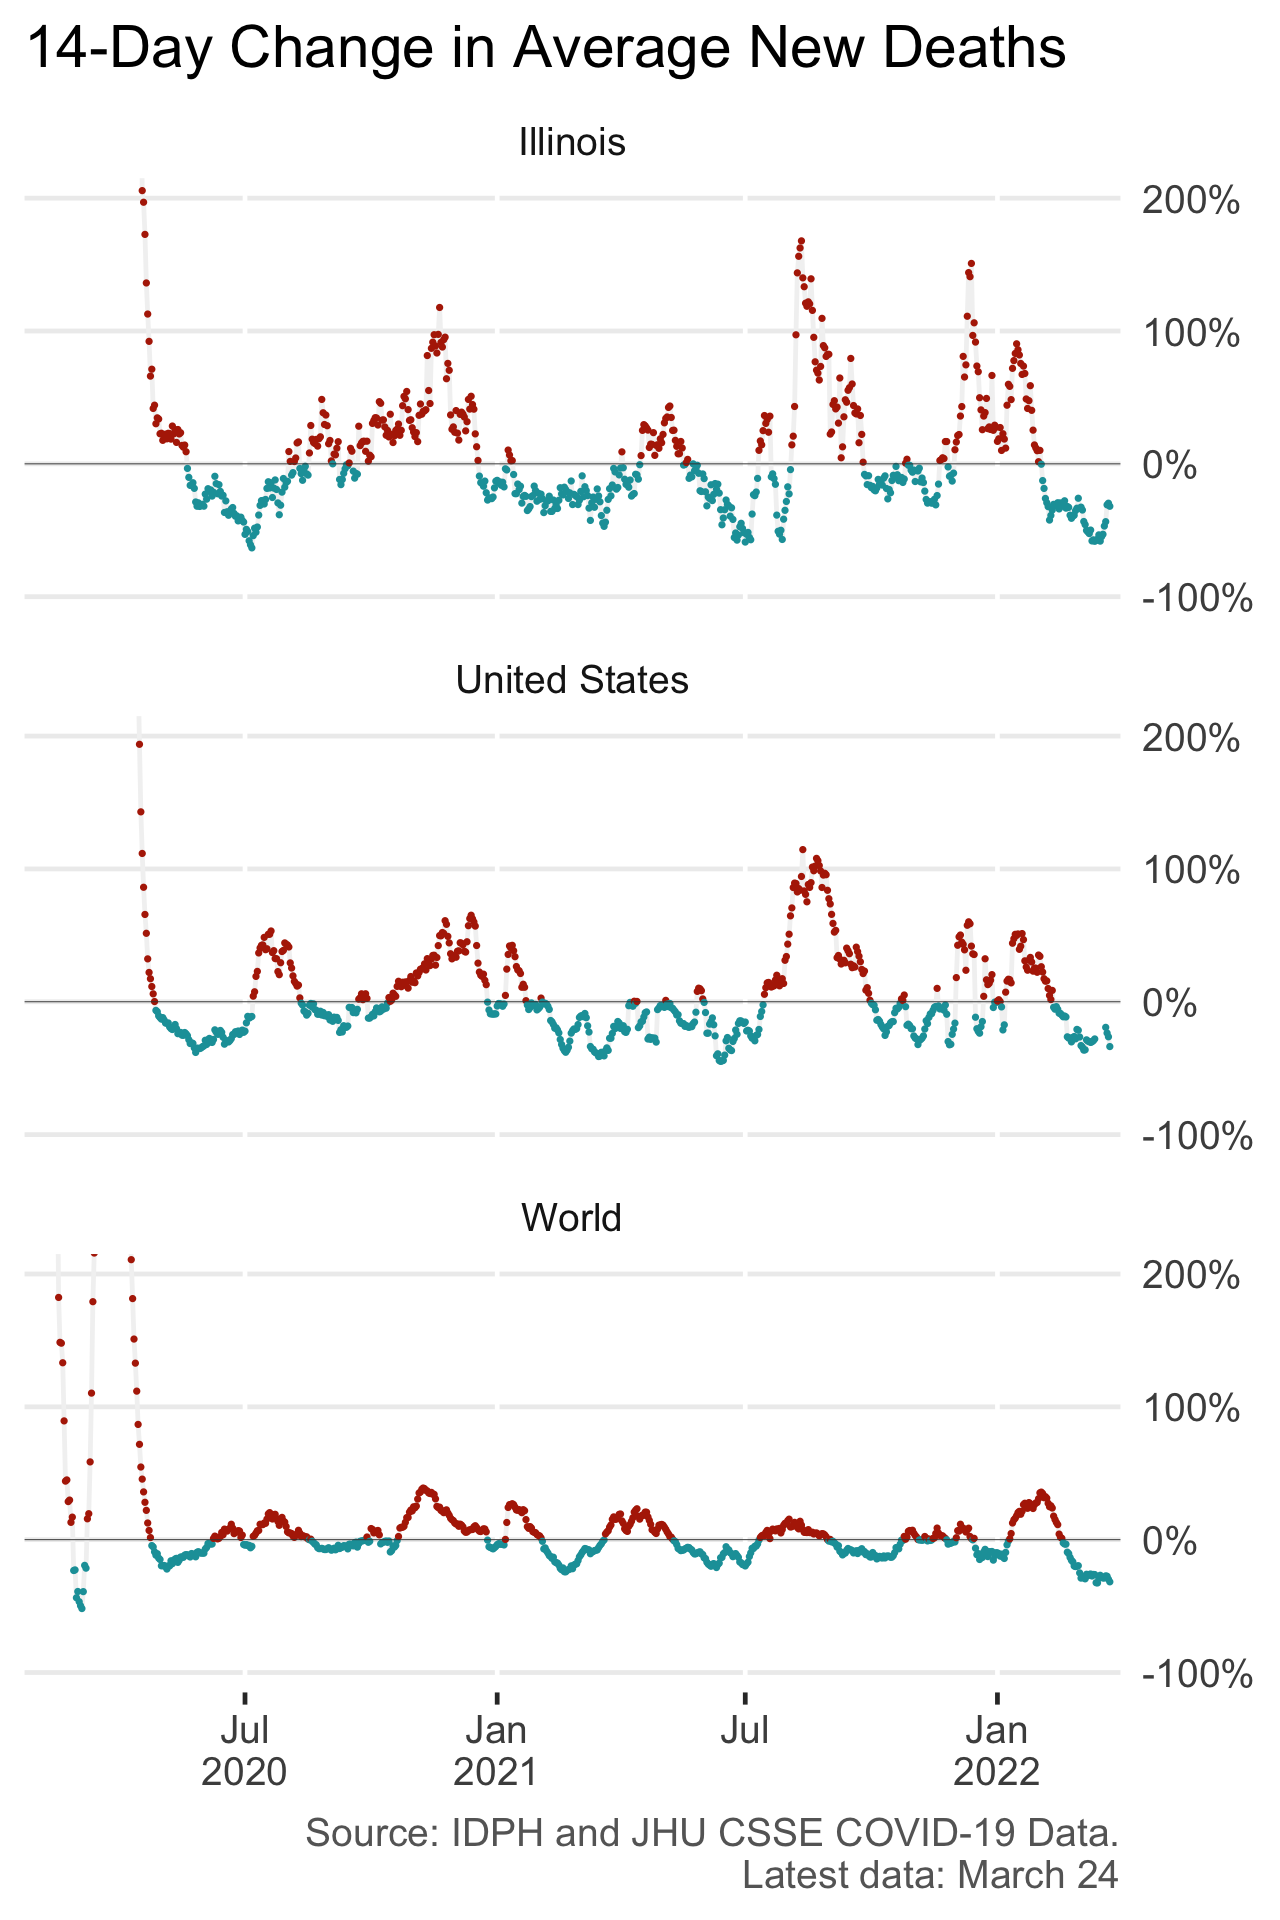 14-Day Change in Average New Deaths
Illinois
200%
100%
0%
-100%
United States
200%
100%
0%
-100%
World
200%
100%
0%
-100%
Jul Jan Jul Jan
2020 2021 2022
Source: IDPH and JHU CSSE COVID-19 Data.
Latest data: March 24